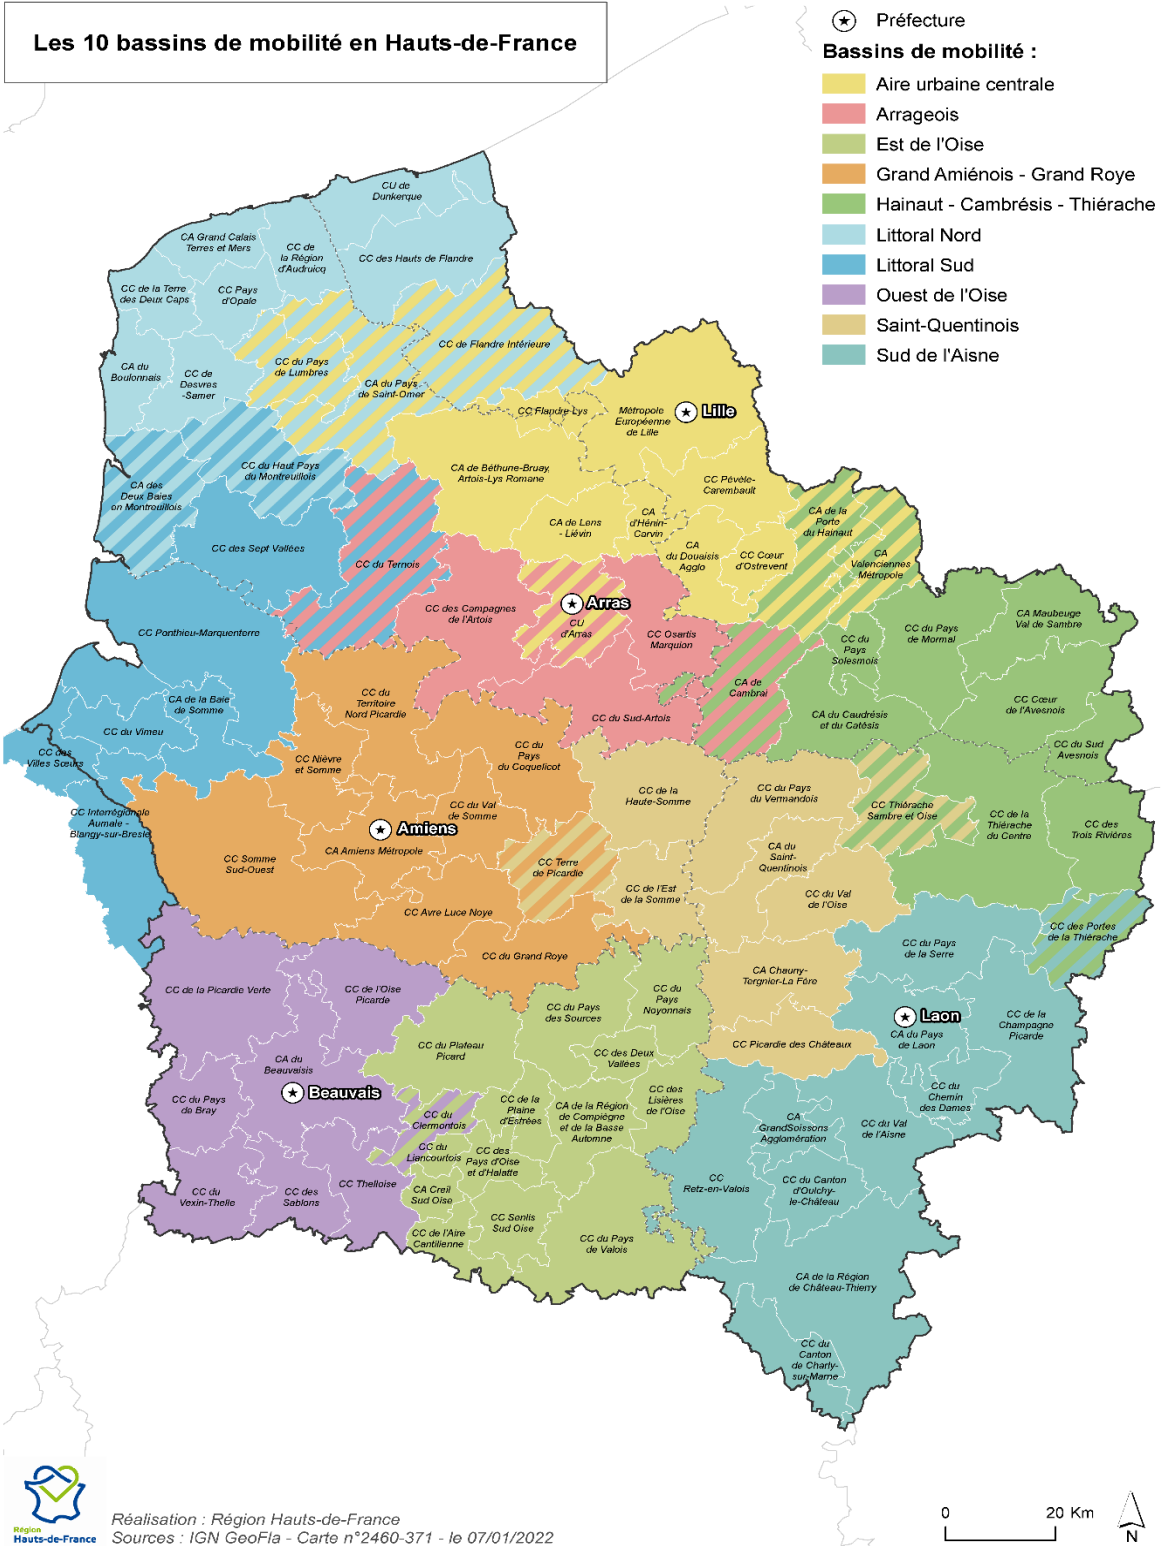 Les 10 bassins de mobilité en Hauts-de-France
Préfecture
Bassins de mobilité :
Aire urbaine centrale
Arrageois
Est de l'Oise
Grand Amiénois - Grand Roye
Hainaut - Cambrésis - Thiérache
Littoral Nord
Littoral Sud
Ouest de l'Oise
Saint-Quentinois
Sud de l'Aisne
CU de
Dunkerque
CA Grand Calais
Terres et Mers
CC de
la Région
d'Audruicq
CC des Hauts de Flandre
CC de la Terre
des Deux Caps
CC Pays
d'Opale
CC de Flandre Intérieure
CA du
Boulonnais
CC de
Desvres
-Samer
CC du Pays
de Lumbres
CA du Pays
de Saint-Omer
CC Flandre Lys
Métropole
Européenne
de Lille
Lille
CA des
Deux Baies
en Montreuillois
CC du Haut Pays
du Montreuillois
CA de Béthune-Bruay,
Artois-Lys Romane
CC Pévèle-
Carembault
CA de Lens
- Liévin
CA
d'Hénin-
Carvin
CA de la
Porte
du Hainaut
CC des Sept Vallées
CC du Ternois
CA
du Douaisis
Agglo
CC Cœur
d'Ostrevent
CA
Valenciennes
Métropole
CC des Campagnes
de l'Artois
Arras
CU
d'Arras
CC Osartis
Marquion
CC Ponthieu-Marquenterre
CC du
Pays
Solesmois
CC du Pays
de Mormal
CA Maubeuge
Val de Sambre
CC du
Territoire
Nord Picardie
CA de
Cambrai
CC Cœur
de l'Avesnois
CA de la Baie
de Somme
CC du Vimeu
CC du Sud-Artois
CA du Caudrésis
et du Catésis
CC des
Villes Sœurs
CC Nièvre
et Somme
CC du
Pays
du Coquelicot
CC du Sud
Avesnois
CC Interrégionale
Aumale -
Blangy-sur-Bresle
CC du Val
de Somme
CC de la
Haute-Somme
CC du Pays
du Vermandois
CC Thiérache
Sambre et Oise
CC de la
Thiérache
du Centre
CC des
Trois Rivières
Amiens
CA Amiens Métropole
CC Somme
Sud-Ouest
CC Terre
de Picardie
CA du
Saint-
Quentinois
CC de l'Est
de la Somme
CC du Val
de l'Oise
CC Avre Luce Noye
CC du Grand Roye
CC du Pays
de la Serre
CC des Portes
de la Thiérache
CC de la Picardie Verte
CC de l'Oise
Picarde
CC du
Pays
Noyonnais
CA Chauny-
Tergnier-La Fère
CC du Pays
des Sources
Laon
CA du Pays
de Laon
CC de la
Champagne
Picarde
CC du Plateau
Picard
CC des Deux
Vallées
CC Picardie des Châteaux
CA du
Beauvaisis
Beauvais
CC du Pays
de Bray
CC du
Clermontois
CC de la
Plaine
d'Estrées
CA de la Région
de Compiègne
et de la Basse
Automne
CC des
Lisières
de l'Oise
CC du
Chemin
des Dames
CA
GrandSoissons
Agglomération
CC du Val
de l'Aisne
CC du
Liancourtois
CC des
Pays d'Oise
et d'Halatte
CC du
Vexin-Thelle
CC des
Sablons
CC Thelloise
CA Creil
Sud Oise
CC
Retz-en-Valois
CC du Canton
d'Oulchy-
le-Château
CC de l'Aire
Cantilienne
CC Senlis
Sud Oise
CC du Pays
de Valois
CA de la Région
de Château-Thierry
CC du
Canton
de Charly-
sur-Marne
Région
Hauts-de-France
Réalisation : Région Hauts-de-France
Sources : IGN GeoFla - Carte n°2460-371 - le 07/01/2022
0 20 Km
N